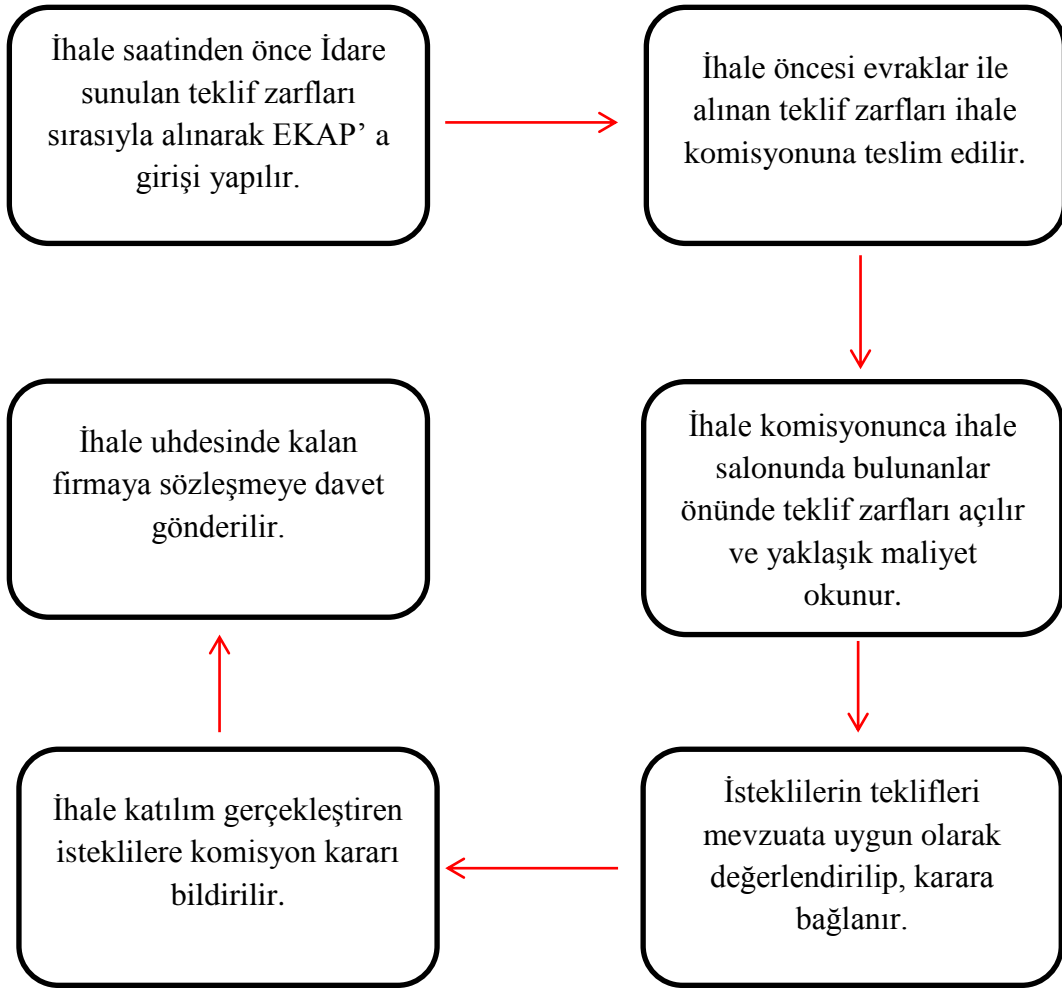 İhale saatinden önce İdare
sunulan teklif zarfları
sırasıyla alınarak EKAP’ a
girişi yapılır.
İhale öncesi evraklar ile
alınan teklif zarfları ihale
komisyonuna teslim edilir.
İhale komisyonunca ihale
salonunda bulunanlar
önünde teklif zarfları açılır
ve yaklaşık maliyet
okunur.
İsteklilerin teklifleri
mevzuata uygun olarak
değerlendirilip, karara
bağlanır.
İhale katılım gerçekleştiren
isteklilere komisyon kararı
bildirilir.
İhale uhdesinde kalan
firmaya sözleşmeye davet
gönderilir.